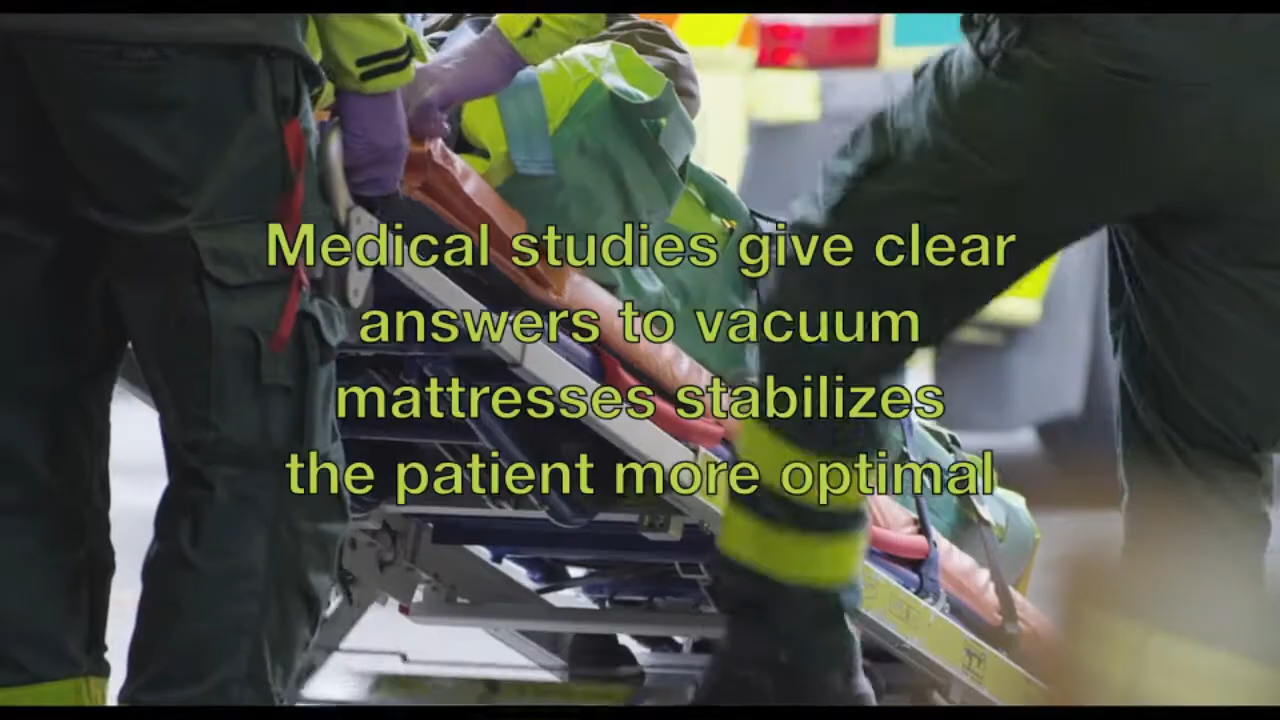 Medical studies give clear
answers to vacuum
mattresses stabilizes
the patient more optimal